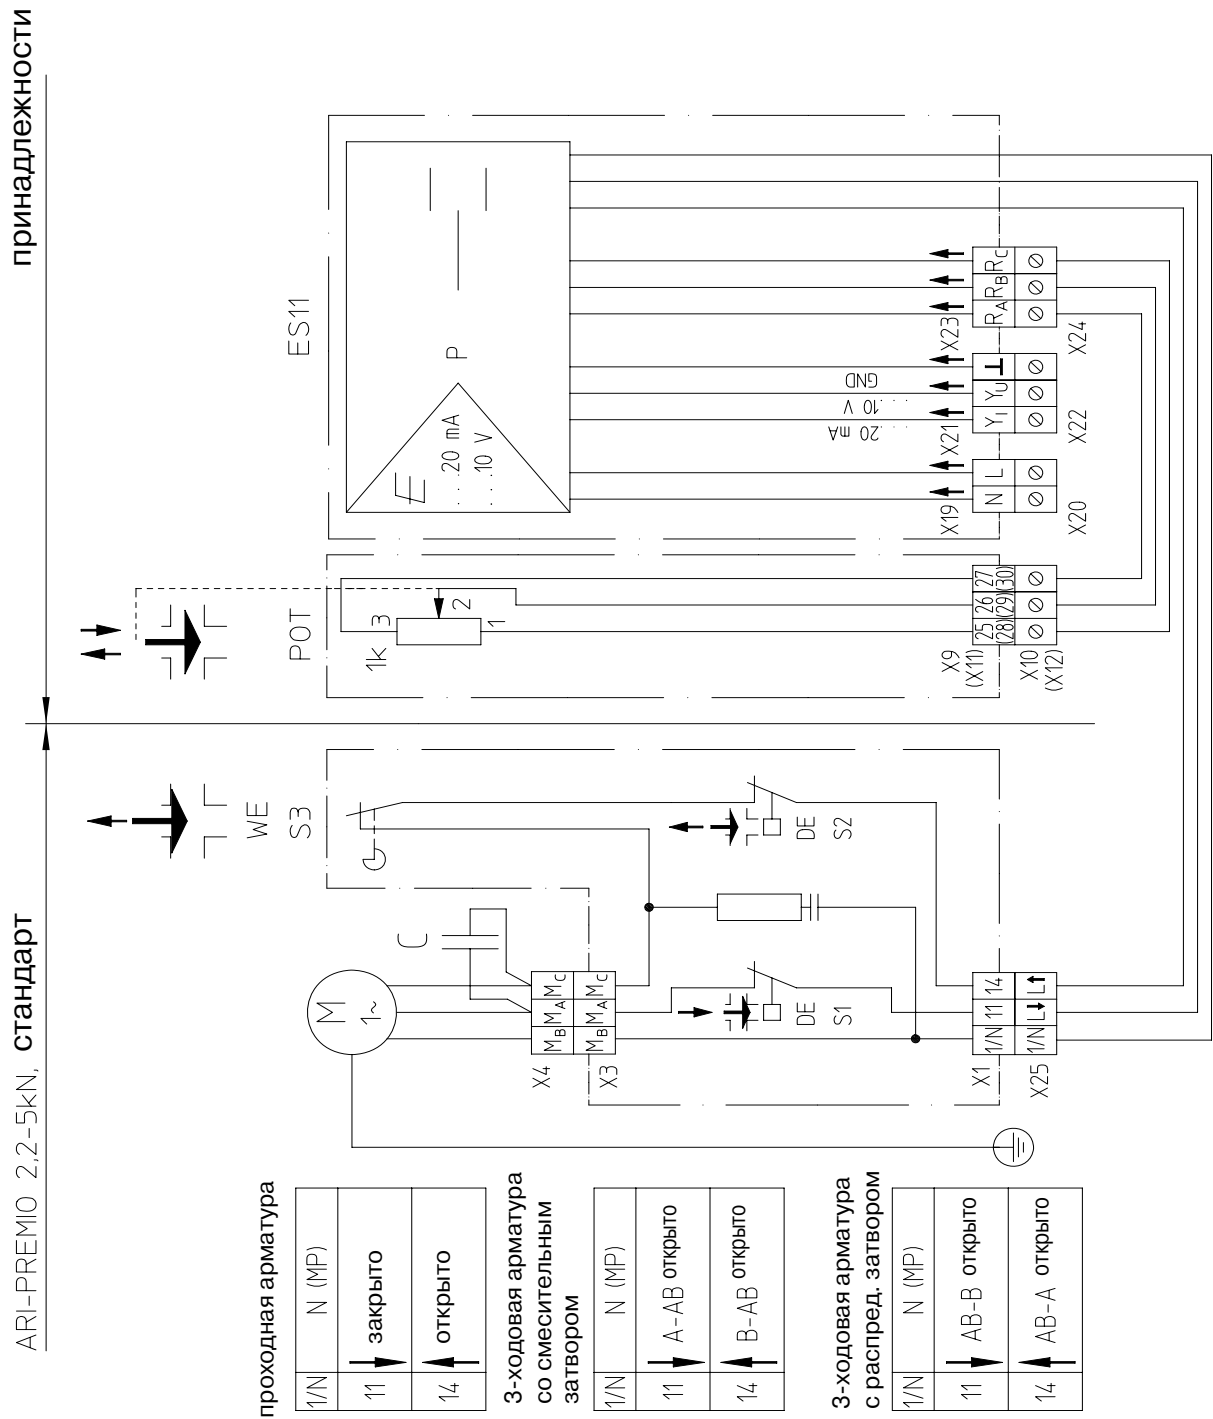 ARI-PREMIO 2,2-5kN, стандарт
принадлежности
M
1~
C
WE
S3
X4
MB MA MC
X3
MB MA MC
DE
S1
DE
S2
X1
1/N 11 14
X25
1/N L L
POT
1k
3
2
1
X9
(X11)
25 26 27
(28) (29) (30)
X10
(X12)
ES11
E
. . .20 mA
. . .10 V
P
...20 mA
...10 V
GND
X19
N L
X20
X21
YI YU ⊥
X22
X23
RA RB RC
X24
проходная арматура
1/N N (MP)
11 закрыто
14 открыто
3-ходовая арматура
со смесительным
затвором
1/N N (MP)
11 A-AB открыто
14 B-AB открыто
3-ходовая арматура
с распред. затвором
1/N N (MP)
11 AB-B открыто
14 AB-A открыто